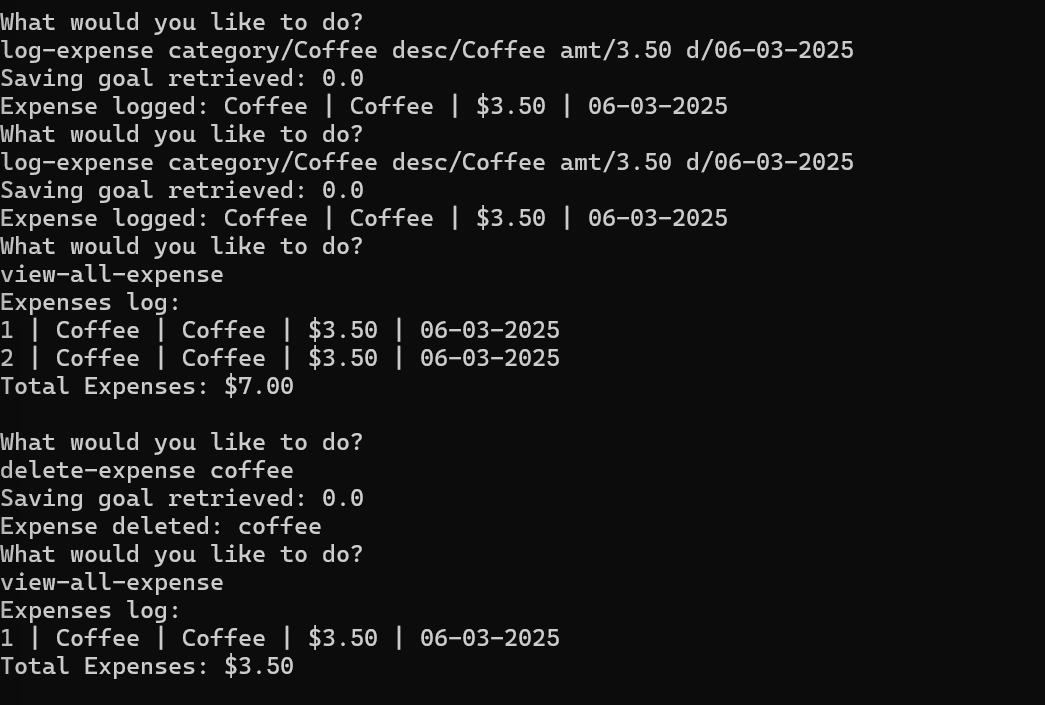 What would you like to do?
log-expense category/Coffee desc/Coffee amt/3.50 d/06-03-2025
Saving goal retrieved: 0.0
Expense logged: Coffee | Coffee | $3.50 | 06-03-2025
What would you like to do?
log-expense category/Coffee desc/Coffee amt/3.50 d/06-03-2025
Saving goal retrieved: 0.0
Expense logged: Coffee | Coffee | $3.50 | 06-03-2025
What would you like to do?
view-all-expense
Expenses log:
1 | Coffee | Coffee | $3.50 | 06-03-2025
2 | Coffee | Coffee | $3.50 | 06-03-2025
Total Expenses: $7.00

What would you like to do?
delete-expense coffee
Saving goal retrieved: 0.0
Expense deleted: coffee
What would you like to do?
view-all-expense
Expenses log:
1 | Coffee | Coffee | $3.50 | 06-03-2025
Total Expenses: $3.50